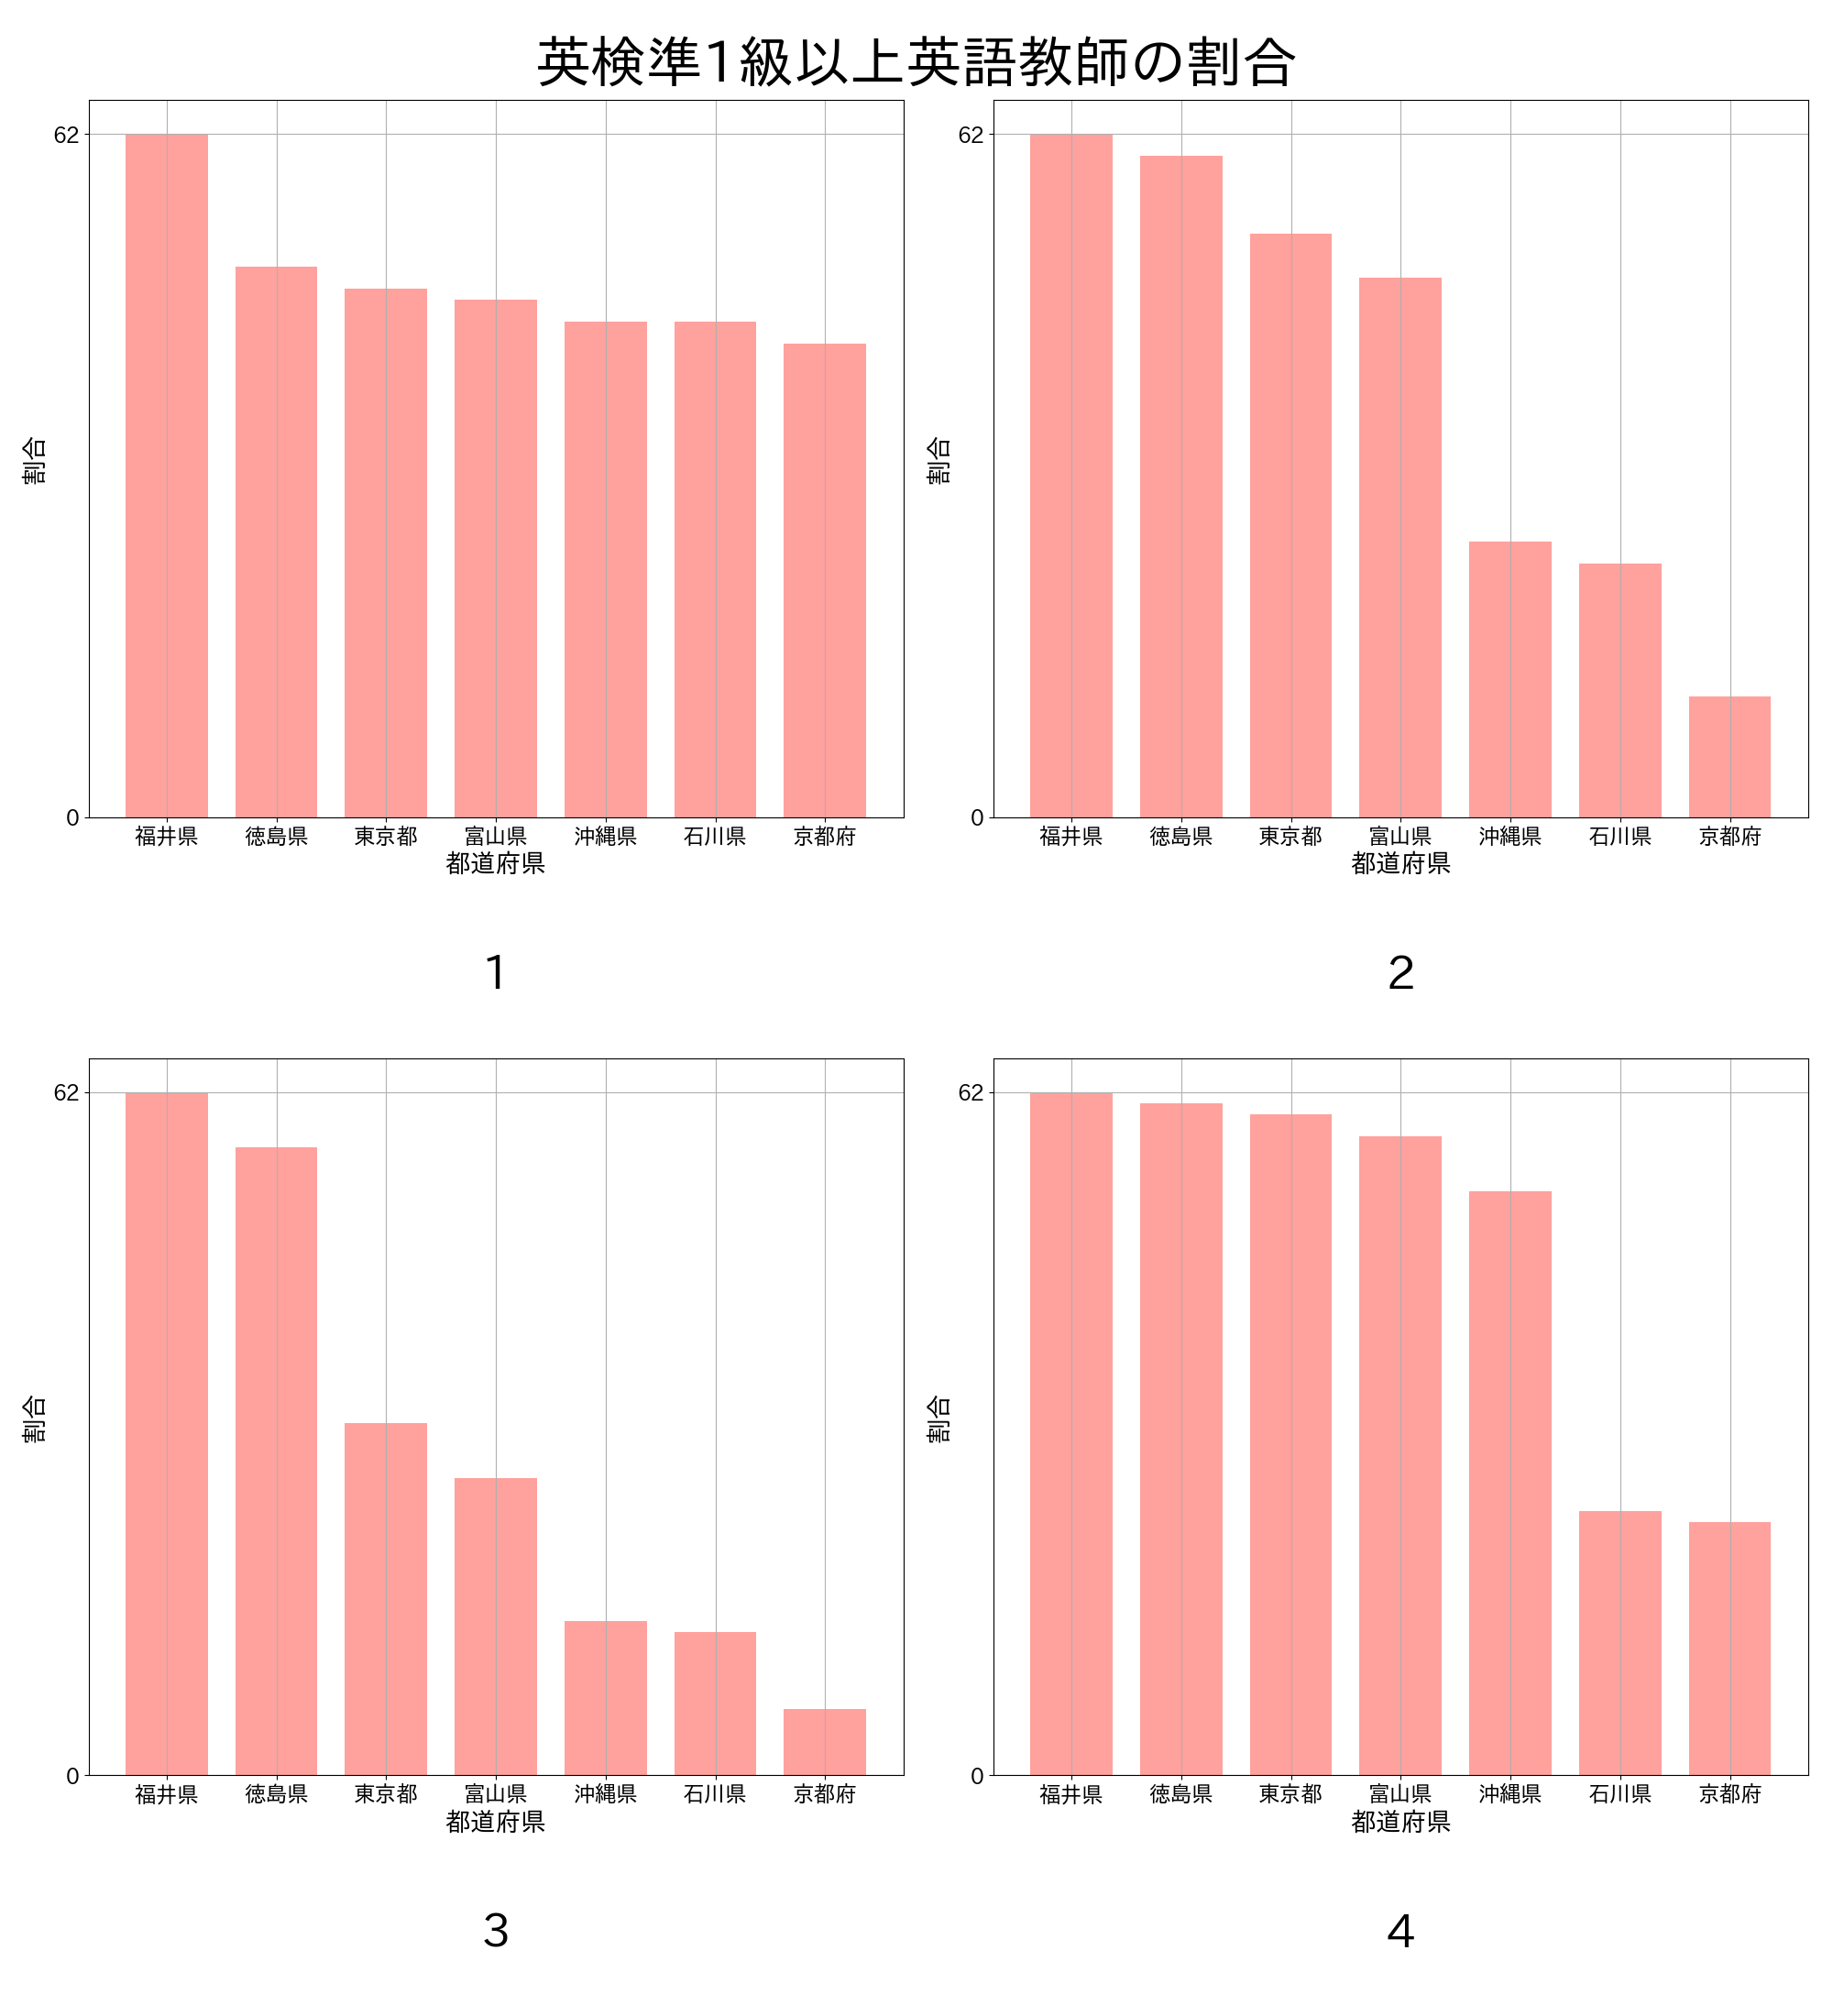 英検準1級以上英語教師の割合
62
0
割合
福井県 徳島県 東京都 富山県 沖縄県 石川県 京都府
都道府県
1
62
0
割合
福井県 徳島県 東京都 富山県 沖縄県 石川県 京都府
都道府県
2
62
0
割合
福井県 徳島県 東京都 富山県 沖縄県 石川県 京都府
都道府県
3
62
0
割合
福井県 徳島県 東京都 富山県 沖縄県 石川県 京都府
都道府県
4